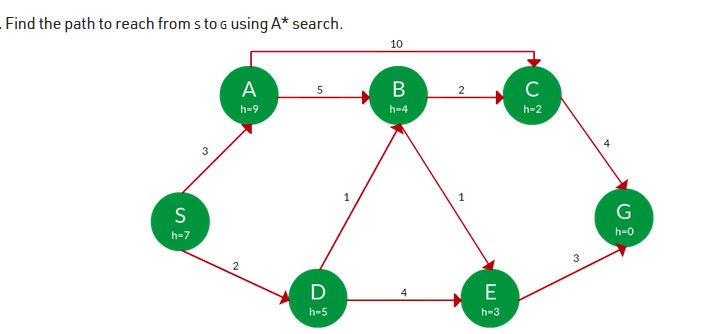 . Find the path to reach from S to G using A* search.
10
A
h=9
5
B
h=4
2
C
h=2
3
4
S
h=7
1
1
G
h=0
2
3
D
h=5
4
E
h=3